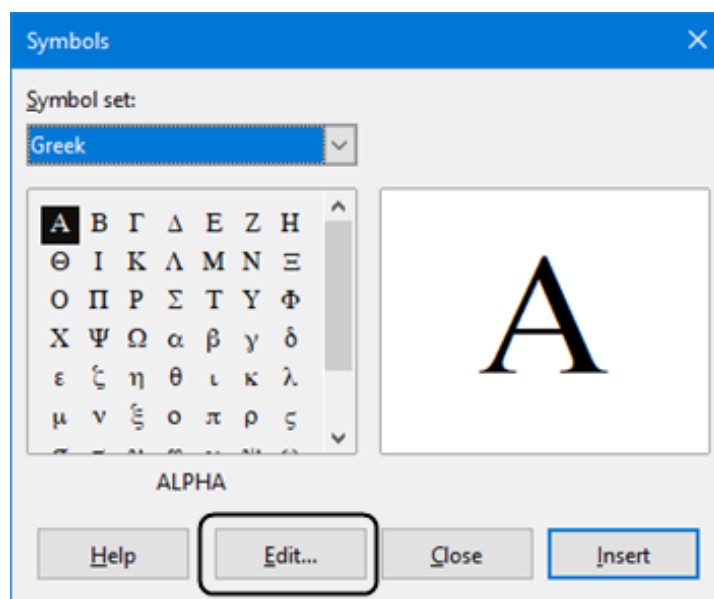 Symbols
Symbol set:
Greek
Α Β Γ Δ Ε Ζ Η
Θ Ι Κ Λ Μ Ν Ξ
Ο Π Ρ Σ Τ Υ Φ
Χ Ψ Ω α β γ δ
ε ζ η θ ι κ λ
μ ν ξ ο π ρ ς
Α
ALPHA
Help Edit... Close Insert